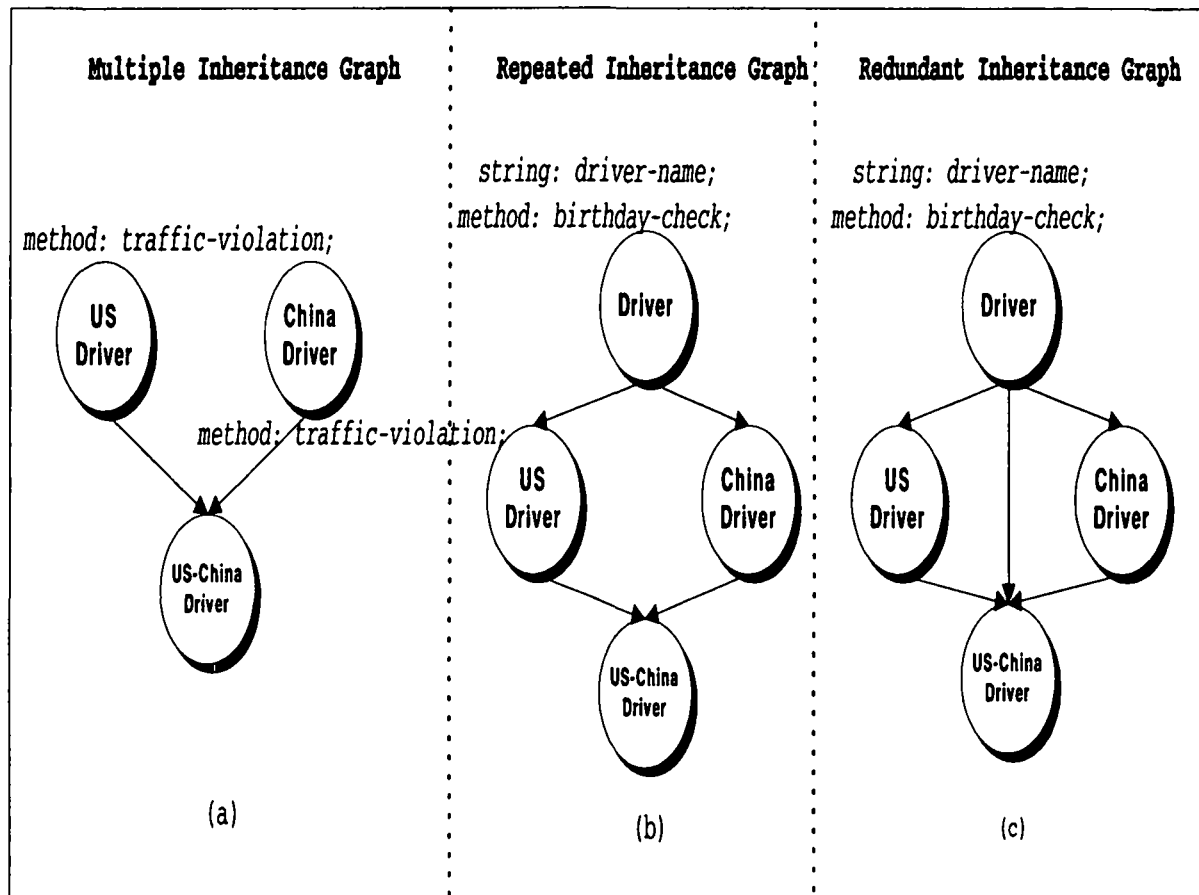 Multiple Inheritance Graph
method: traffic-violation;
US
Driver
China
Driver
method: traffic-violation;
US-China
Driver
(a)
Repeated Inheritance Graph
string: driver-name;
method: birthday-check;
Driver
US
Driver
China
Driver
US-China
Driver
(b)
Redundant Inheritance Graph
string: driver-name;
method: birthday-check;
Driver
US
Driver
China
Driver
US-China
Driver
(c)